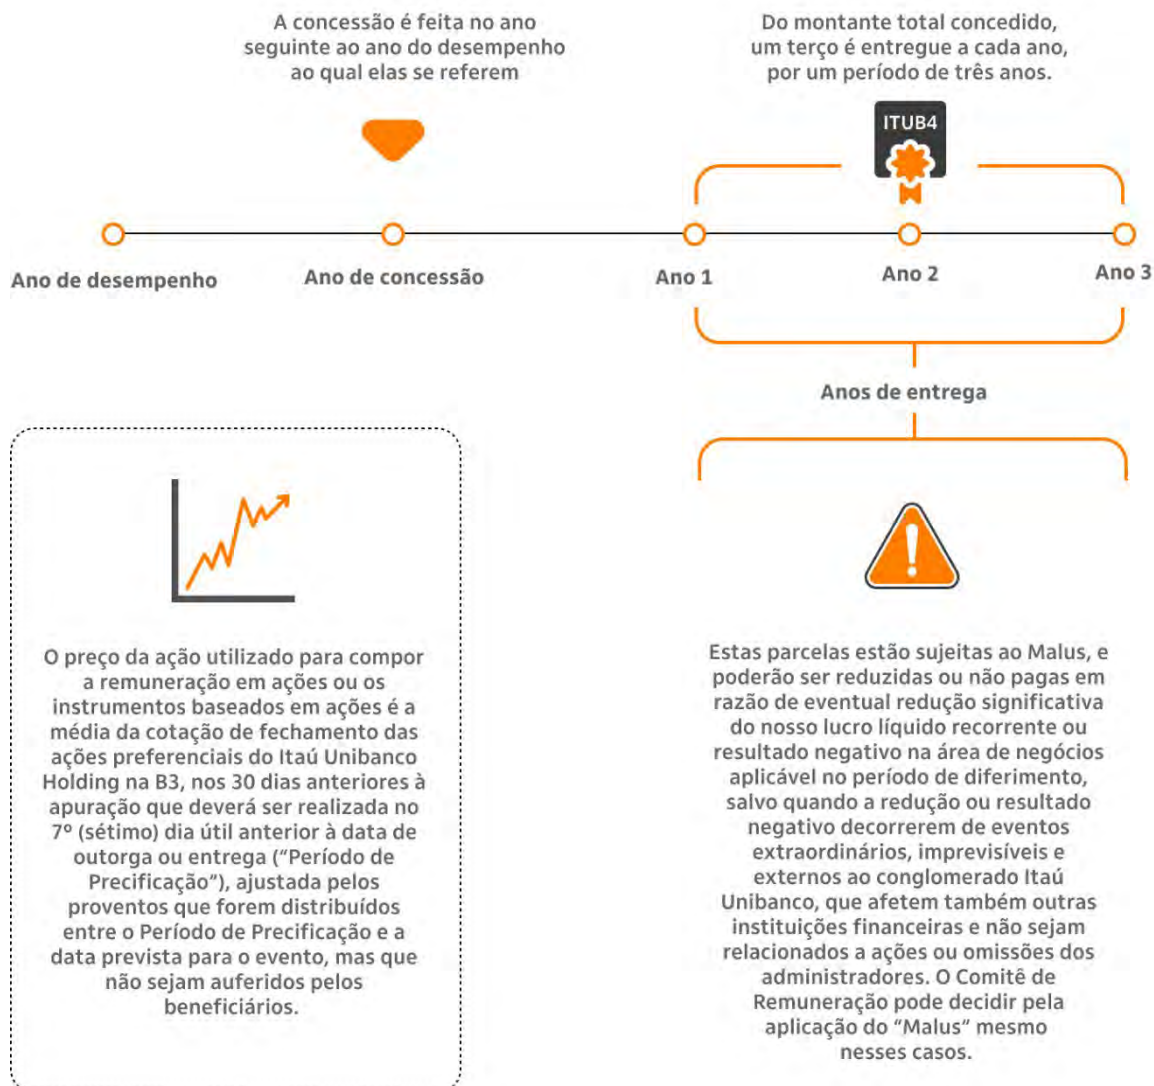 A concessão é feita no ano
seguinte ao ano do desempenho
ao qual elas se referem
Do montante total concedido,
um terço é entregue a cada ano,
por um período de três anos.
ITUB4
Ano de desempenho
Ano de concessão
Ano 1
Ano 2
Ano 3
Anos de entrega
O preço da ação utilizado para compor
a remuneração em ações ou os
instrumentos baseados em ações é a
média da cotação de fechamento das
ações preferenciais do Itaú Unibanco
Holding na B3, nos 30 dias anteriores à
apuração que deverá ser realizada no
7º (sétimo) dia útil anterior à data de
outorga ou entrega (“Período de
Precificação”), ajustada pelos
proventos que forem distribuídos
entre o Período de Precificação e a
data prevista para o evento, mas que
não sejam auferidos pelos
beneficiários.
Estas parcelas estão sujeitas ao Malus, e
poderão ser reduzidas ou não pagas em
razão de eventual redução significativa
do nosso lucro líquido recorrente ou
resultado negativo na área de negócios
aplicável no período de diferimento,
salvo quando a redução ou resultado
negativo decorrerem de eventos
extraordinários, imprevisíveis e
externos ao conglomerado Itaú
Unibanco, que afetem também outras
instituições financeiras e não sejam
relacionados a ações ou omissões dos
administradores. O Comitê de
Remuneração pode decidir pela
aplicação do “Malus” mesmo
nesses casos.